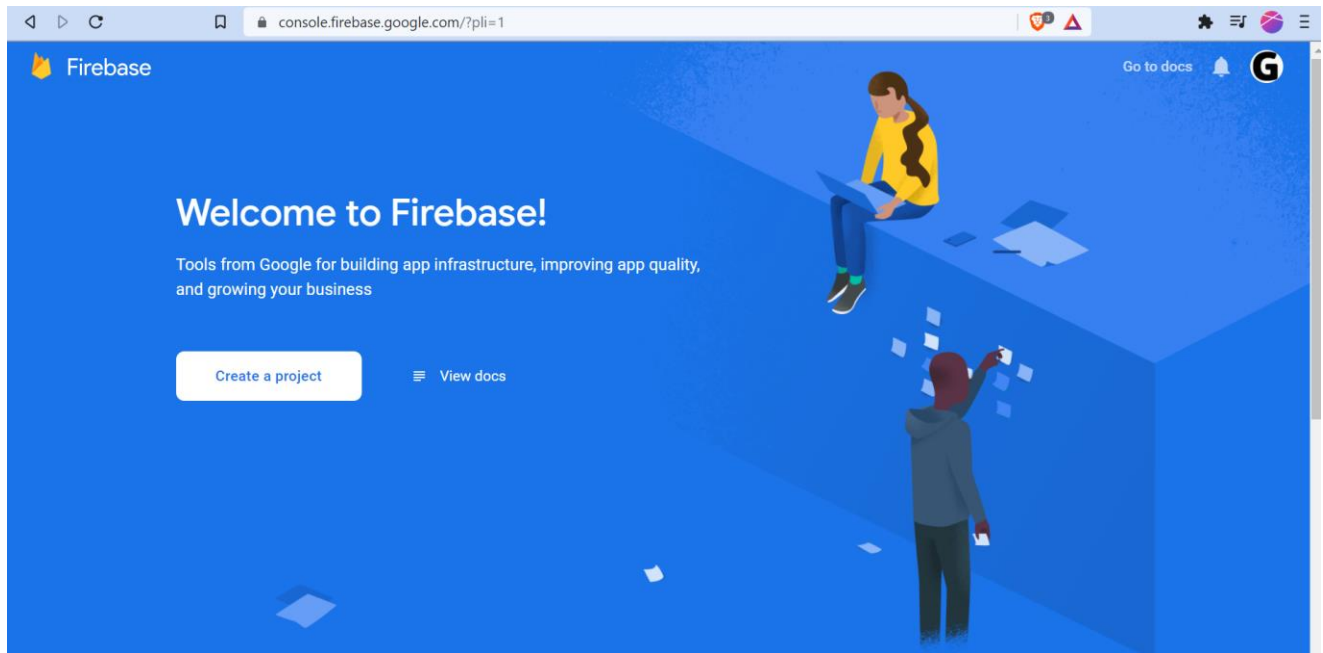 console.firebase.google.com/?pli=1
3
Firebase
Go to docs
G
Welcome to Firebase!
Tools from Google for building app infrastructure, improving app quality,
and growing your business
Create a project
View docs